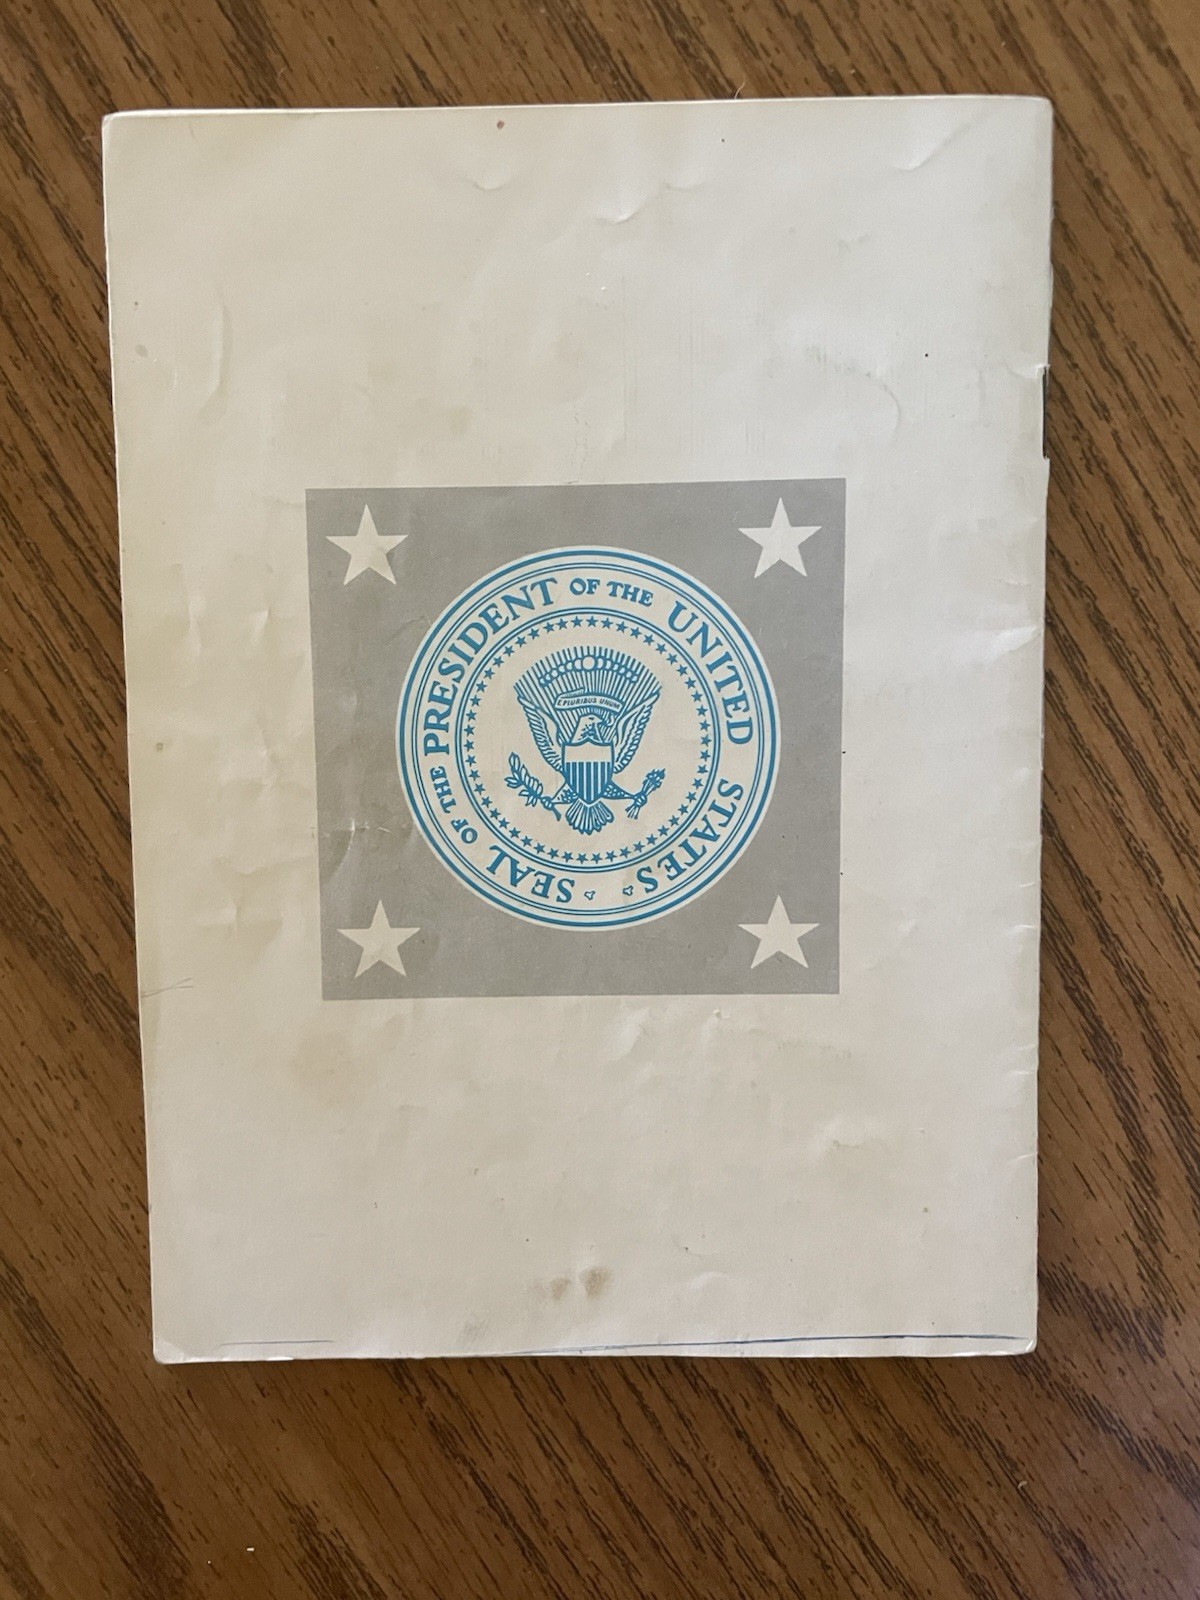 SEAL OF THE PRESIDENT OF THE UNITED STATES
E PLURIBUS UNUM